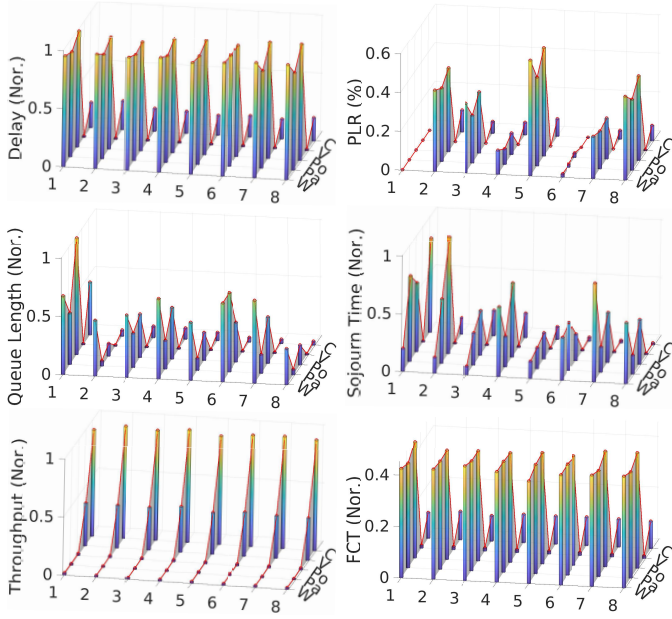 Delay (Nor.)
1
0.5
0
1 2 3 4 5 6 7 8
PLR (%)
0.6
0.4
0.2
0
1 2 3 4 5 6 7 8
Queue Length (Nor.)
1
0.5
0
1 2 3 4 5 6 7 8
Sojourn Time (Nor.)
1
0.5
0
1 2 3 4 5 6 7 8
Throughput (Nor.)
1
0.5
0
1 2 3 4 5 6 7 8
FCT (Nor.)
0.4
0.2
0
1 2 3 4 5 6 7 8